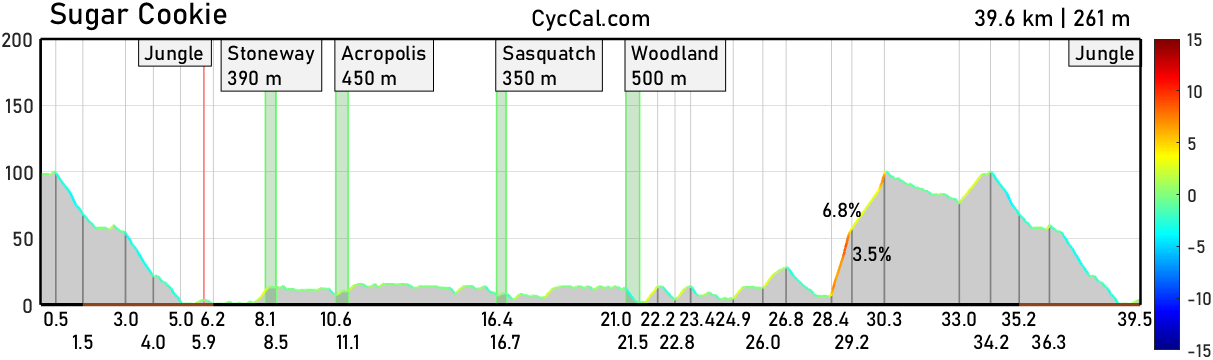 Sugar Cookie
CycCal.com
39.6 km | 261 m
200
150
100
50
0
Jungle
Stoneway
390 m
Acropolis
450 m
Sasquatch
350 m
Woodland
500 m
Jungle
6.8%
3.5%
15
10
5
0
−5
−10
−15
0.5 3.0 5.0 6.2 8.1 10.6 16.4 21.0 22.2 23.4 24.9 26.8 28.4 30.3 33.0 35.2 39.5
1.5 4.0 5.9 8.5 11.1 16.7 21.5 22.8 26.0 29.2 34.2 36.3